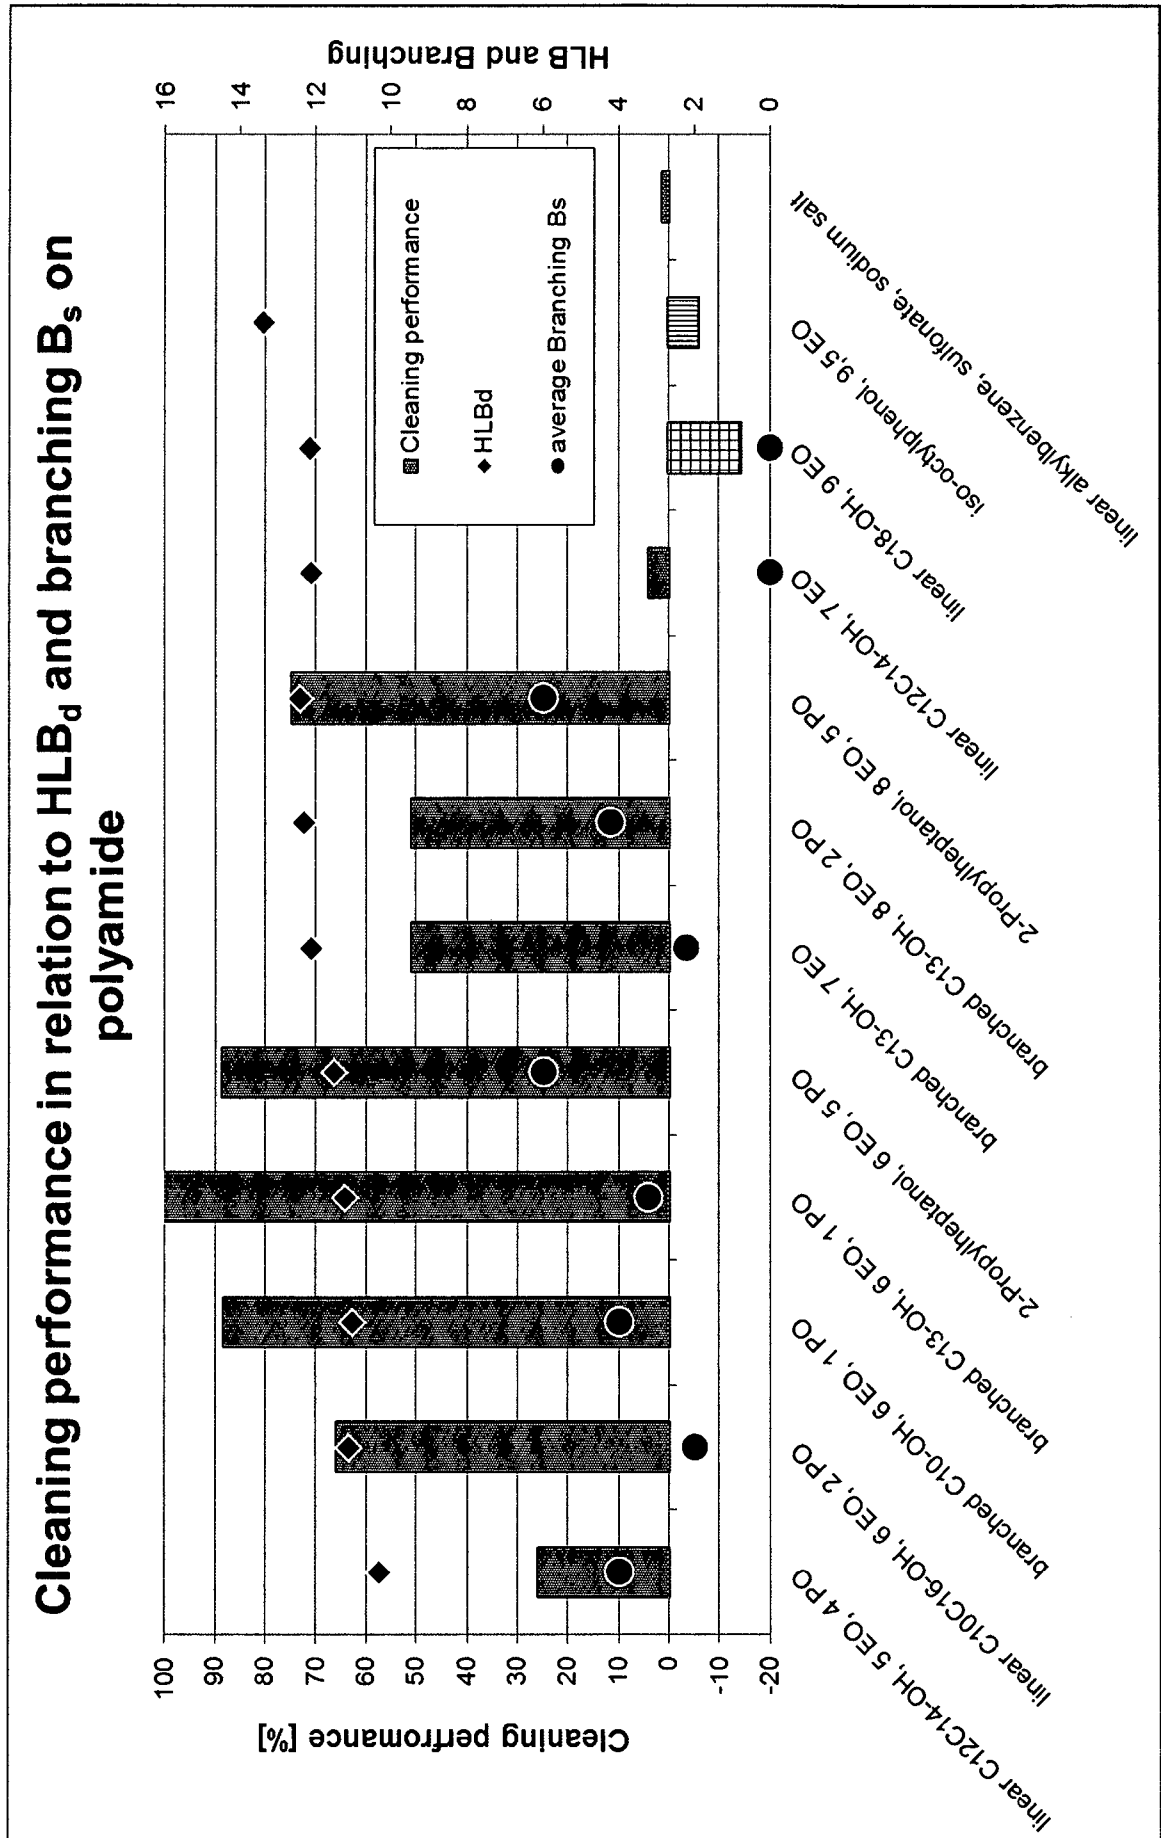 Cleaning performance in relation to HLBd and branching Bs on
polyamide
Cleaning perfromance [%]
100
90
80
70
60
50
40
30
20
10
0
-10
-20
HLB and Branching
16
14
12
10
8
6
4
2
0
Cleaning performance
HLBd
average Branching Bs
linear C12C14-OH, 5 EO, 4 PO
linear C10C16-OH, 6 EO, 2 PO
branched C10-OH, 6 EO, 1 PO
branched C13-OH, 6 EO, 1 PO
2-Propylheptanol, 6 EO, 5 PO
branched C13-OH, 7 EO
branched C13-OH, 8 EO, 2 PO
2-Propylheptanol, 8 EO, 5 PO
linear C12C14-OH, 7 EO
linear C18-OH, 9 EO
iso-octylphenol, 9,5 EO
linear alkylbenzene, sulfonate, sodium salt